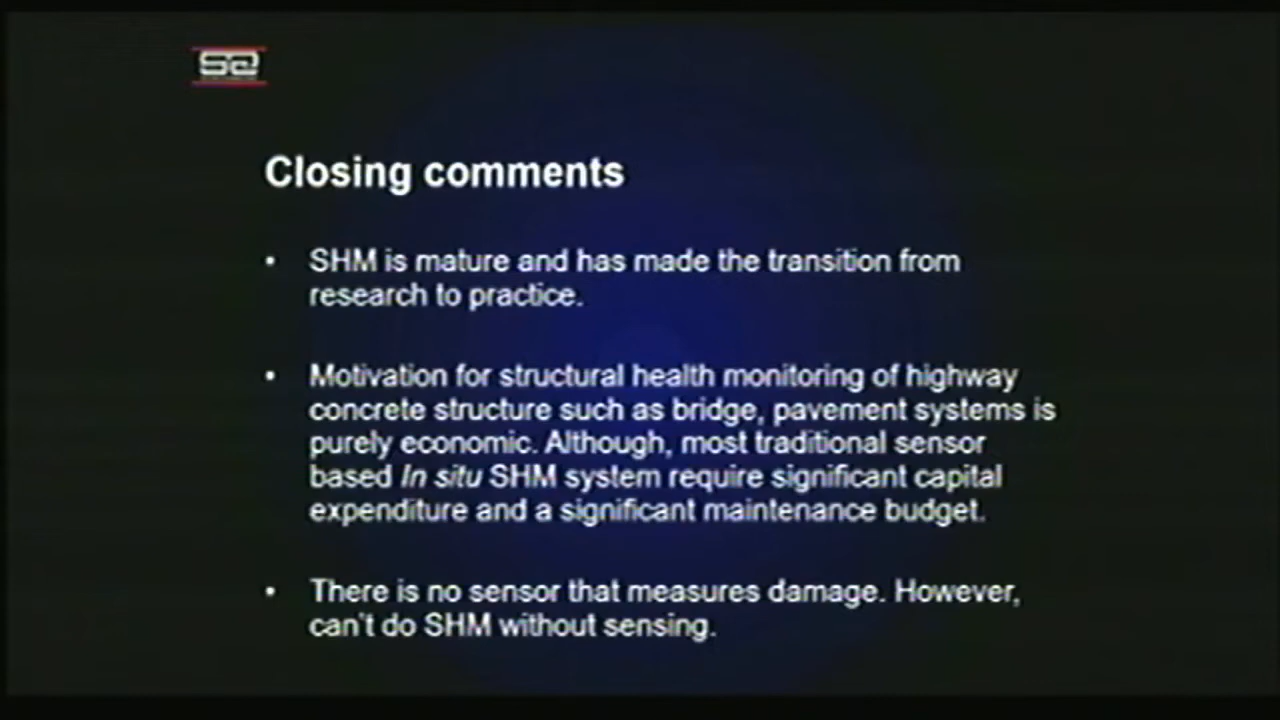 Closing comments
• SHM is mature and has made the transition from
research to practice.
• Motivation for structural health monitoring of highway
concrete structure such as bridge, pavement systems is
purely economic. Although, most traditional sensor
based In situ SHM system require significant capital
expenditure and a significant maintenance budget.
• There is no sensor that measures damage. However,
can't do SHM without sensing.